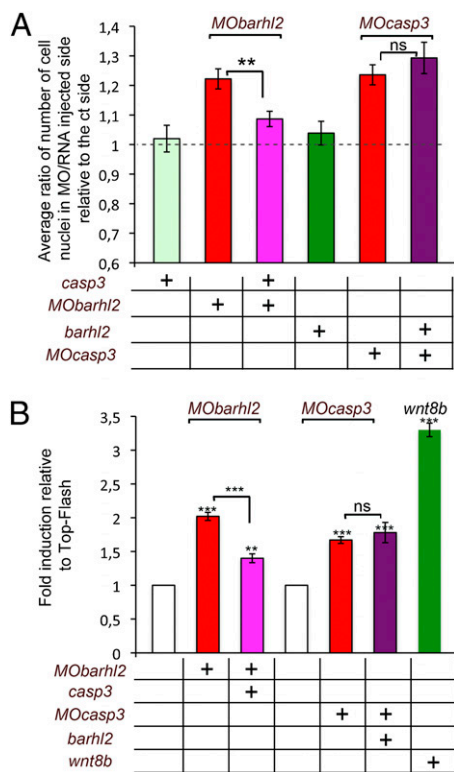 A
MObarhl2
MOcasp3
1,4
1,3
1,2
1,1
1
0,9
0,8
0,7
0,6
**
ns
Average ratio of number of cell
nuclei in MO/RNA injected side
relative to the ct side
casp3 + +
MObarhl2 + +
barhl2 + +
MOcasp3 + +
B
MObarhl2
MOcasp3
wnt8b
3,5
3
2,5
2
1,5
1
0,5
0
***
***
**
ns
***
***
***
Fold induction relative
to Top-Flash
MObarhl2 + +
casp3 +
MOcasp3 + +
barhl2 +
wnt8b +